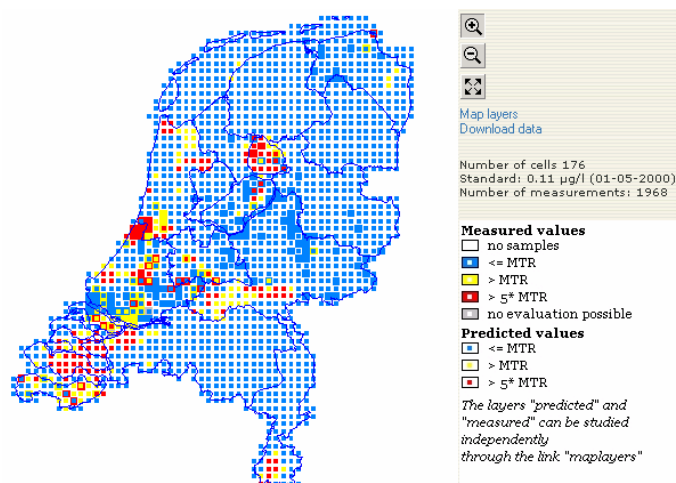 Map layers
Download data
Number of cells 176
Standard: 0.11 µg/l (01-05-2000)
Number of measurements: 1968
Measured values
no samples
<= MTR
> MTR
> 5* MTR
no evaluation possible
Predicted values
<= MTR
> MTR
> 5* MTR
The layers "predicted" and
"measured" can be studied
independently
through the link "maplayers"